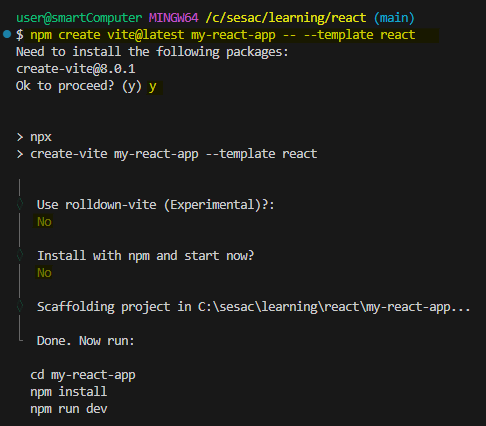 user@smartComputer MINGW64 /c/sesac/learning/react (main)
$ npm create vite@latest my-react-app -- --template react
Need to install the following packages:
create-vite@8.0.1
Ok to proceed? (y) y
> npx
> create-vite my-react-app --template react
Use rolldown-vite (Experimental)?:
No
Install with npm and start now?
No
Scaffolding project in C:\sesac\learning\react\my-react-app...
Done. Now run:
cd my-react-app
npm install
npm run dev